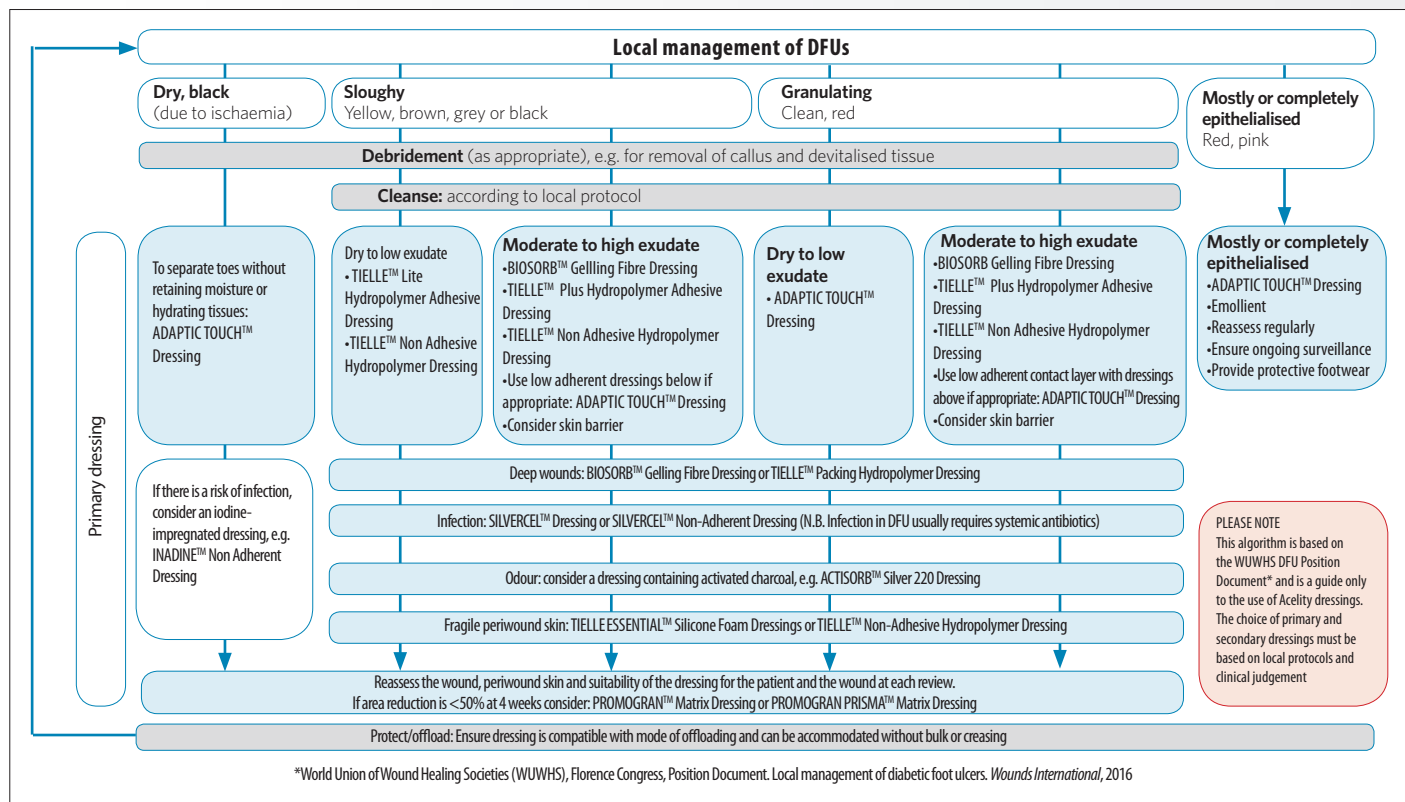 Local management of DFUs
Dry, black
(due to ischaemia)
Sloughy
Yellow, brown, grey or black
Granulating
Clean, red
Mostly or completely
epithelialised
Red, pink
Debridement (as appropriate), e.g. for removal of callus and devitalised tissue
Cleanse: according to local protocol
Primary dressing
To separate toes without
retaining moisture or
hydrating tissues:
ADAPTIC TOUCH™
Dressing
Dry to low exudate
• TIELLE™ Lite
Hydropolymer Adhesive
Dressing
•TIELLE™ Non Adhesive
Hydropolymer Dressing
Moderate to high exudate
•BIOSORB™ Gellling Fibre Dressing
•TIELLE™ Plus Hydropolymer Adhesive
Dressing
•TIELLE™ Non Adhesive Hydropolymer
Dressing
•Use low adherent dressings below if
appropriate: ADAPTIC TOUCH™ Dressing
•Consider skin barrier
Dry to low
exudate
• ADAPTIC TOUCH™
Dressing
Moderate to high exudate
•BIOSORB Gelling Fibre Dressing
•TIELLE™ Plus Hydropolymer Adhesive
Dressing
•TIELLE™ Non Adhesive Hydropolymer
Dressing
•Use low adherent contact layer with dressings
above if appropriate: ADAPTIC TOUCH™ Dressing
•Consider skin barrier
Mostly or completely
epithelialised
•ADAPTIC TOUCH™ Dressing
•Emollient
•Reassess regularly
•Ensure ongoing surveillance
•Provide protective footwear
If there is a risk of infection,
consider an iodine-
impregnated dressing, e.g.
INADINE™ Non Adherent
Dressing
Deep wounds: BIOSORB™ Gelling Fibre Dressing or TIELLE™ Packing Hydropolymer Dressing
Infection: SILVERCEL™ Dressing or SILVERCEL™ Non-Adherent Dressing (N.B. Infection in DFU usually requires systemic antibiotics)
Odour: consider a dressing containing activated charcoal, e.g. ACTISORB™ Silver 220 Dressing
Fragile periwound skin: TIELLE ESSENTIAL™ Silicone Foam Dressings or TIELLE™ Non-Adhesive Hydropolymer Dressing
Reassess the wound, periwound skin and suitability of the dressing for the patient and the wound at each review.
If area reduction is <50% at 4 weeks consider: PROMOGRAN™ Matrix Dressing or PROMOGRAN PRISMA™ Matrix Dressing
PLEASE NOTE
This algorithm is based on
the WUWHS DFU Position
Document* and is a guide only
to the use of Acelity dressings.
The choice of primary and
secondary dressings must be
based on local protocols and
clinical judgement
Protect/offload: Ensure dressing is compatible with mode of offloading and can be accommodated without bulk or creasing
*World Union of Wound Healing Societies (WUWHS), Florence Congress, Position Document. Local management of diabetic foot ulcers. Wounds International, 2016